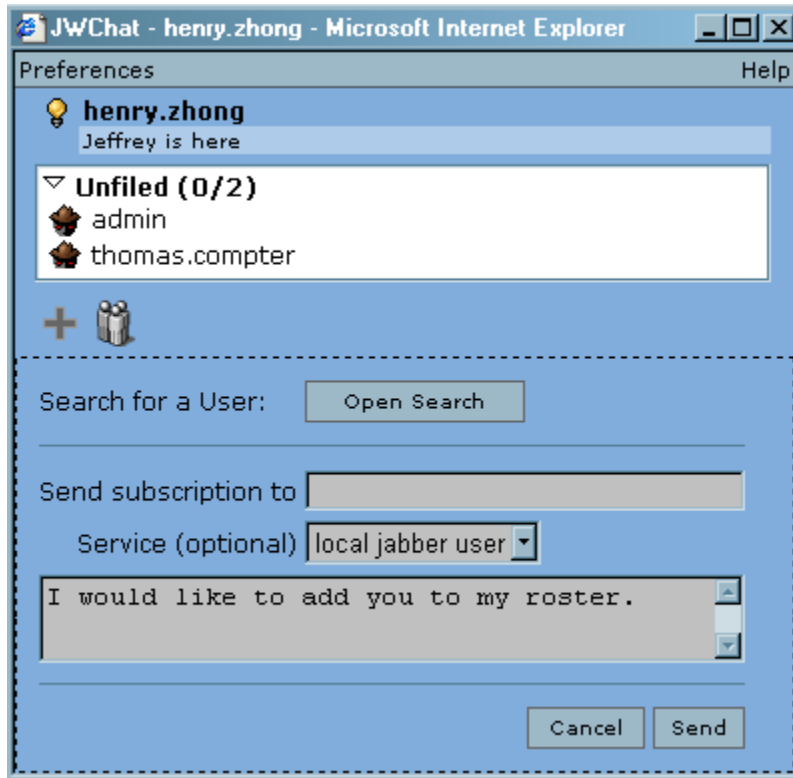 JWChat - henry.zhong - Microsoft Internet Explorer
Preferences Help
henry.zhong
Jeffrey is here
Unfiled (0/2)
admin
thomas.compter
Search for a User: Open Search
Send subscription to
Service (optional) local jabber user
I would like to add you to my roster.
Cancel Send